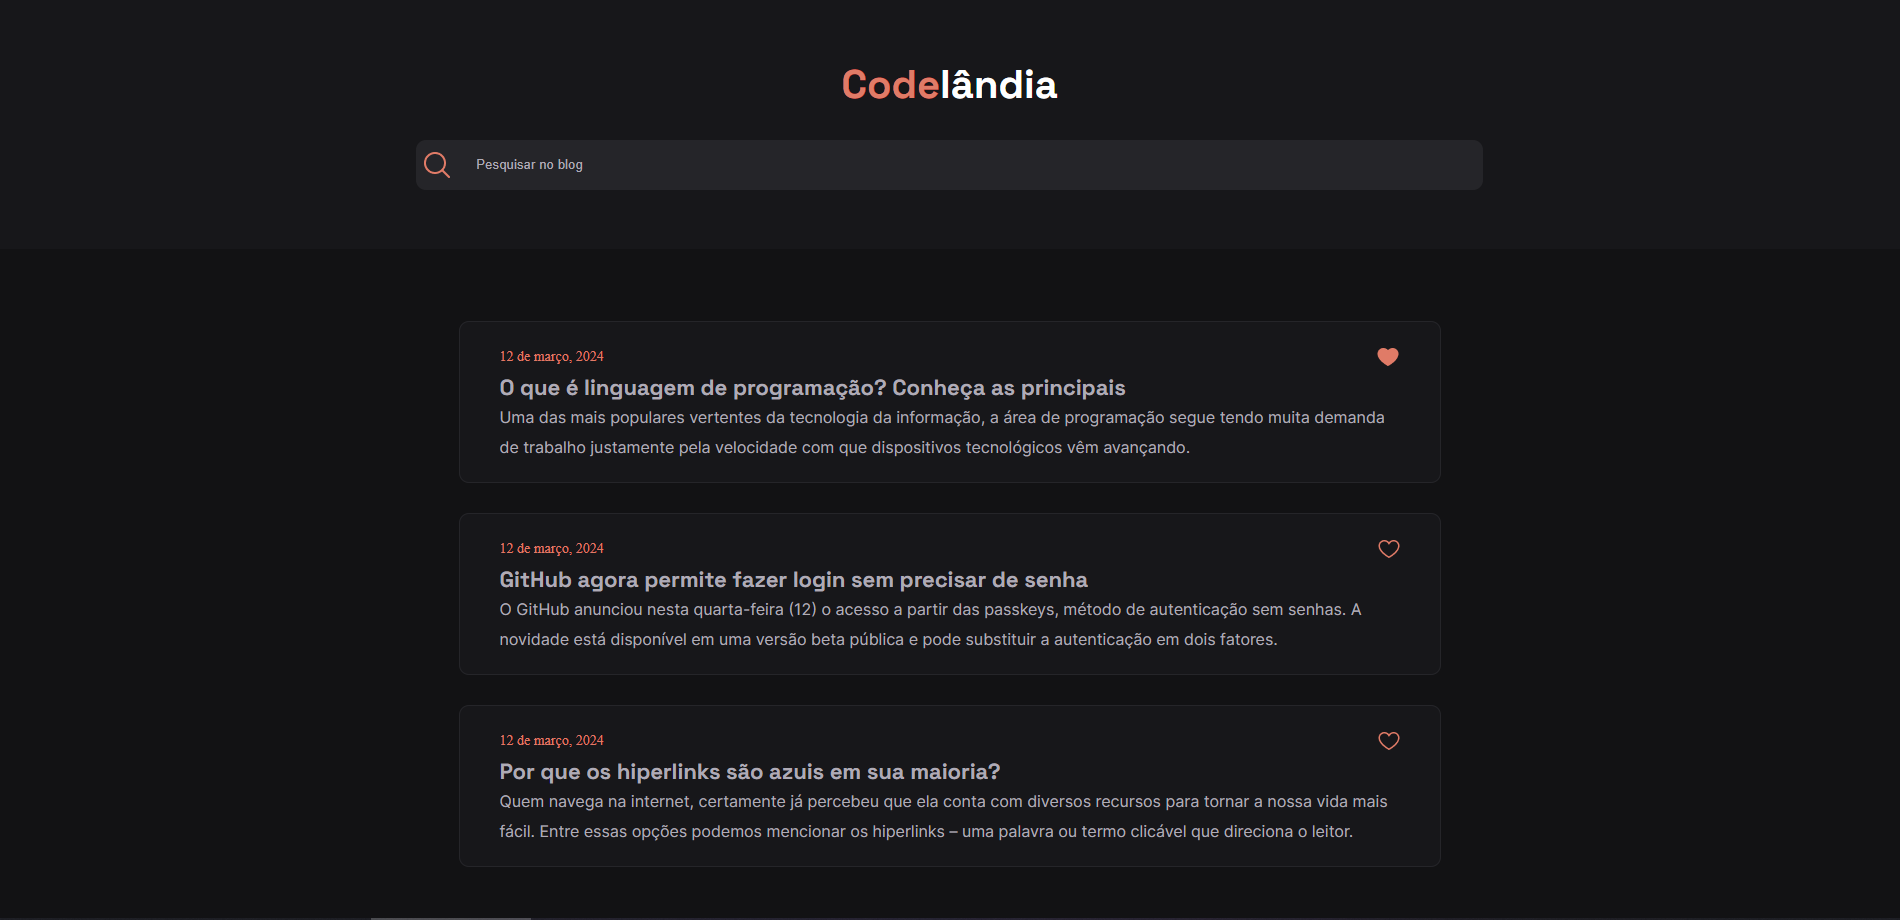 Codelândia
Pesquisar no blog
12 de março, 2024
O que é linguagem de programação? Conheça as principais
Uma das mais populares vertentes da tecnologia da informação, a área de programação segue tendo muita demanda
de trabalho justamente pela velocidade com que dispositivos tecnológicos vêm avançando.
12 de março, 2024
GitHub agora permite fazer login sem precisar de senha
O GitHub anunciou nesta quarta-feira (12) o acesso a partir das passkeys, método de autenticação sem senhas. A
novidade está disponível em uma versão beta pública e pode substituir a autenticação em dois fatores.
12 de março, 2024
Por que os hiperlinks são azuis em sua maioria?
Quem navega na internet, certamente já percebeu que ela conta com diversos recursos para tornar a nossa vida mais
fácil. Entre essas opções podemos mencionar os hiperlinks – uma palavra ou termo clicável que direciona o leitor.